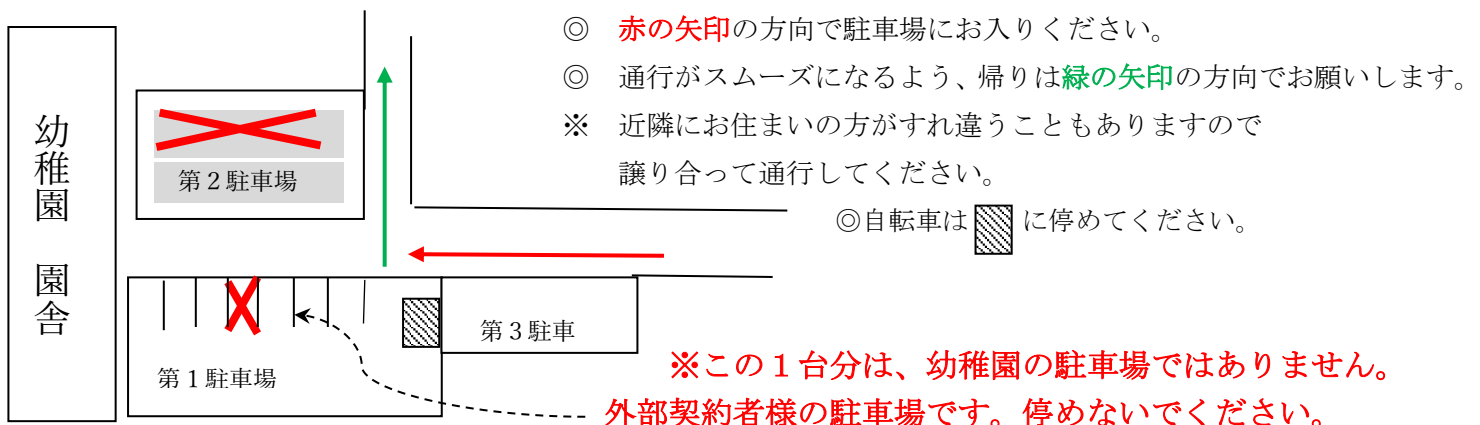 ◎ 赤の矢印の方向で駐車場にお入りください。
◎ 通行がスムーズになるよう、帰りは緑の矢印の方向でお願いします。
※ 近隣にお住まいの方がすれ違うこともありますので
譲り合って通行してください。
◎自転車は に停めてください。
幼稚園 園舎
第2駐車場
第3駐車
第1駐車場
※この1台分は、幼稚園の駐車場ではありません。
外部契約者様の駐車場です。停めないでください。